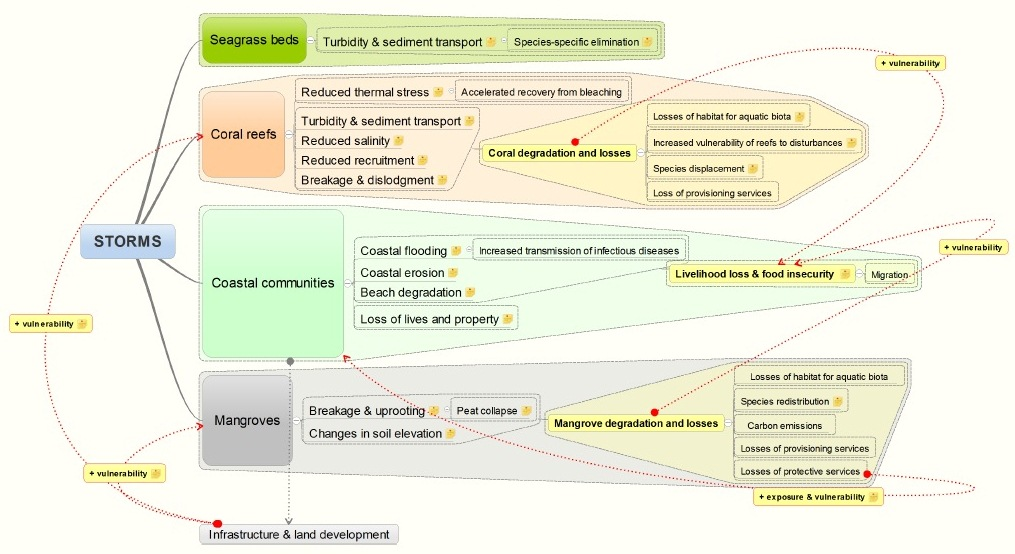 Seagrass beds
Turbidity & sediment transport
Species-specific elimination
+ vulnerability
Reduced thermal stress
Accelerated recovery from bleaching
Coral reefs
Turbidity & sediment transport
Reduced salinity
Reduced recruitment
Breakage & dislodgment
Coral degradation and losses
Losses of habitat for aquatic biota
Increased vulnerability of reefs to disturbances
Species displacement
Loss of provisioning services
STORMS
+ vulnerability
Coastal communities
Coastal flooding
Increased transmission of infectious diseases
Coastal erosion
Beach degradation
Loss of lives and property
Livelihood loss & food insecurity
Migration
+ vulnerability
Mangroves
Breakage & uprooting
Peat collapse
Changes in soil elevation
Mangrove degradation and losses
Losses of habitat for aquatic biota
Species redistribution
Carbon emissions
Losses of provisioning services
Losses of protective services
+ vulnerability
+ exposure & vulnerability
Infrastructure & land development